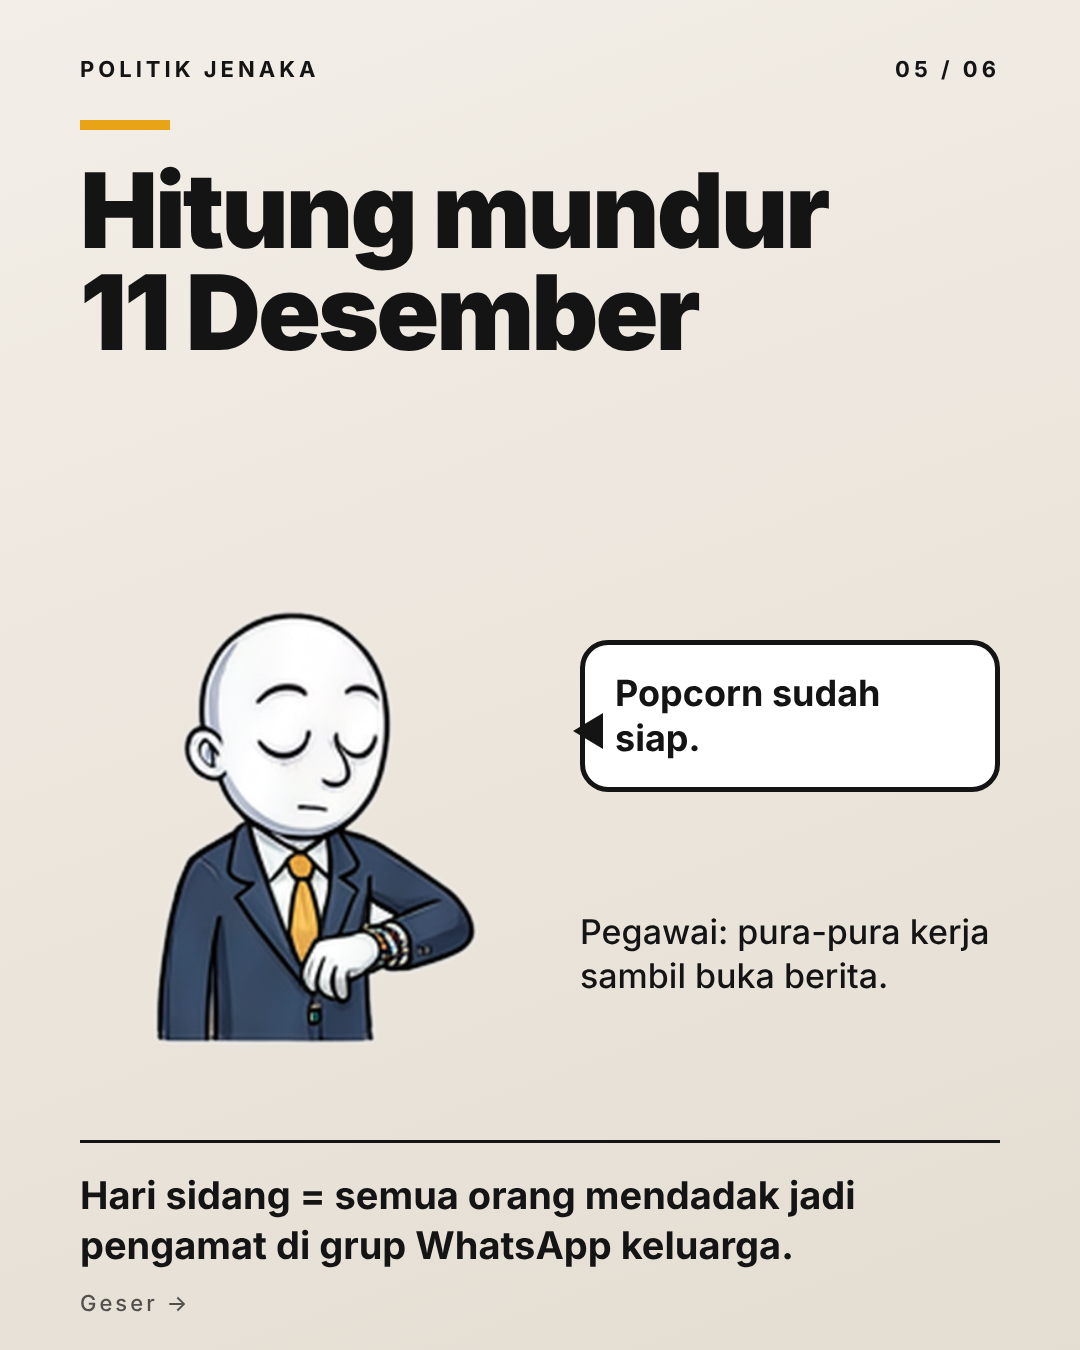 POLITIK JENAKA
05 / 06
Hitung mundur
11 Desember
Popcorn sudah
siap.
Pegawai: pura-pura kerja
sambil buka berita.
Hari sidang = semua orang mendadak jadi
pengamat di grup WhatsApp keluarga.
Geser →